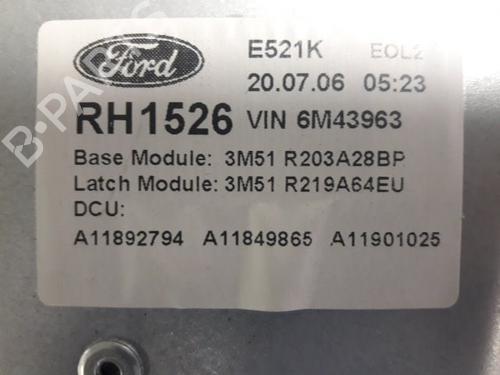 Ford
E521K EOL2
20.07.06 05:23
RH1526 VIN 6M43963
Base Module: 3M51 R203A28BP
Latch Module: 3M51 R219A64EU
DCU:
A11892794 A11849865 A11901025
B-PARTS